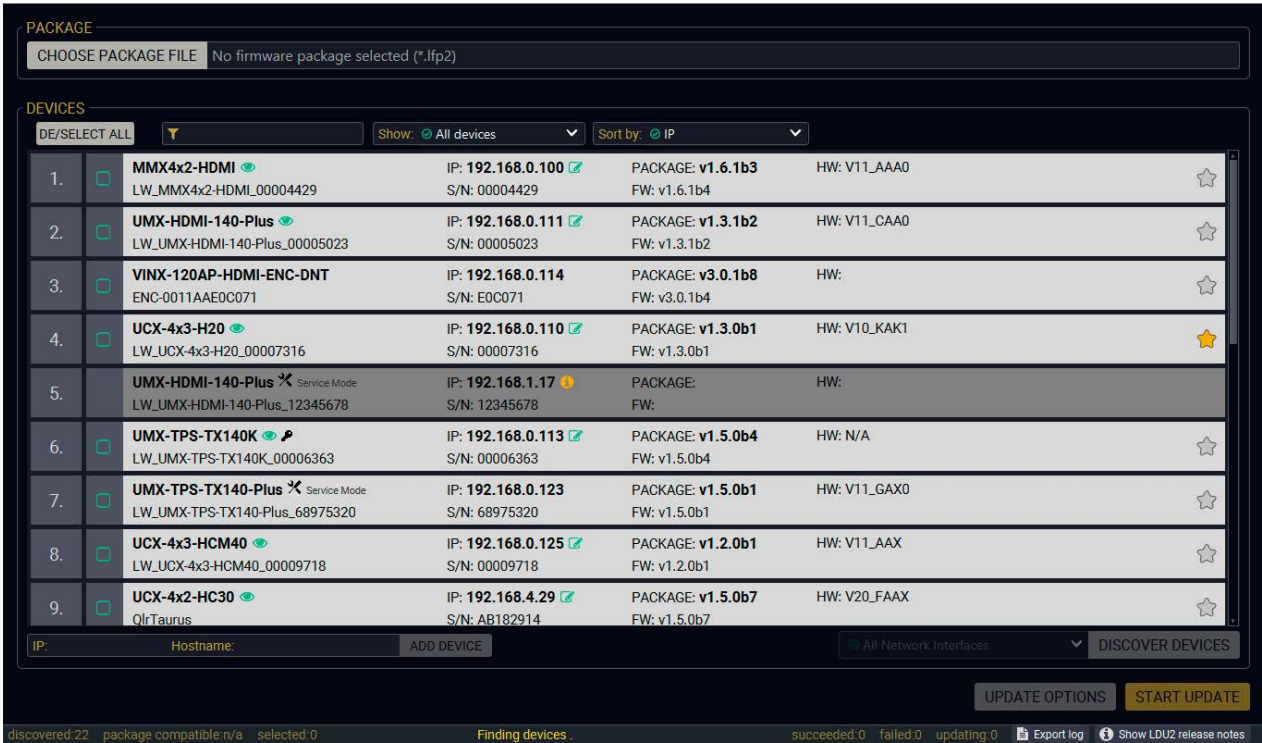 PACKAGE
CHOOSE PACKAGE FILE No firmware package selected (*.lfp2)
DEVICES
DE/SELECT ALL Show: All devices Sort by: IP
1. MMX4x2-HDMI IP: 192.168.0.100 PACKAGE: v1.6.1b3 HW: V11_AAA0
LW_MMX4x2-HDMI_00004429 S/N: 00004429 FW: v1.6.1b4
2. UMX-HDMI-140-Plus IP: 192.168.0.111 PACKAGE: v1.3.1b2 HW: V11_CAA0
LW_UMX-HDMI-140-Plus_00005023 S/N: 00005023 FW: v1.3.1b2
3. VINX-120AP-HDMI-ENC-DNT IP: 192.168.0.114 PACKAGE: v3.0.1b8 HW:
ENC-0011AAE0C071 S/N: E0C071 FW: v3.0.1b4
4. UCX-4x3-H20 IP: 192.168.0.110 PACKAGE: v1.3.0b1 HW: V10_KAK1
LW_UCX-4x3-H20_00007316 S/N: 00007316 FW: v1.3.0b1
5. UMX-HDMI-140-Plus Service Mode IP: 192.168.1.17 PACKAGE: HW:
LW_UMX-HDMI-140-Plus_12345678 S/N: 12345678 FW:
6. UMX-TPS-TX140K IP: 192.168.0.113 PACKAGE: v1.5.0b4 HW: N/A
LW_UMX-TPS-TX140K_00006363 S/N: 00006363 FW: v1.5.0b4
7. UMX-TPS-TX140-Plus Service Mode IP: 192.168.0.123 PACKAGE: v1.5.0b1 HW: V11_GAX0
LW_UMX-TPS-TX140-Plus_68975320 S/N: 68975320 FW: v1.5.0b1
8. UCX-4x3-HCM40 IP: 192.168.0.125 PACKAGE: v1.2.0b1 HW: V11_AAX
LW_UCX-4x3-HCM40_00009718 S/N: 00009718 FW: v1.2.0b1
9. UCX-4x2-HC30 IP: 192.168.4.29 PACKAGE: v1.5.0b7 HW: V20_FAAX
QlrTaurus S/N: AB182914 FW: v1.5.0b7
IP: Hostname: ADD DEVICE All Network Interfaces DISCOVER DEVICES
UPDATE OPTIONS START UPDATE
discovered:22 package compatible:n/a selected:0 Finding devices . succeeded:0 failed:0 updating:0 Export log Show LDU2 release notes